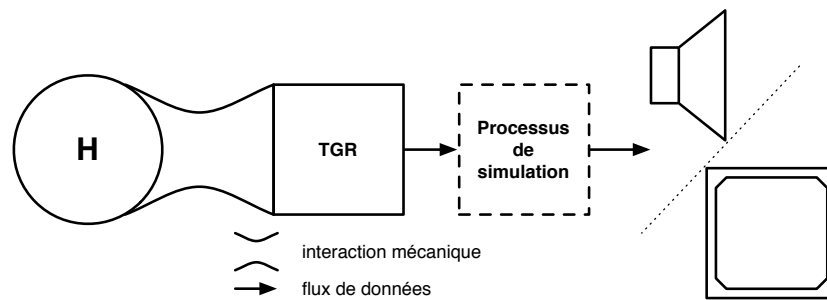 H
TGR
Processus
de
simulation
interaction mécanique
flux de données